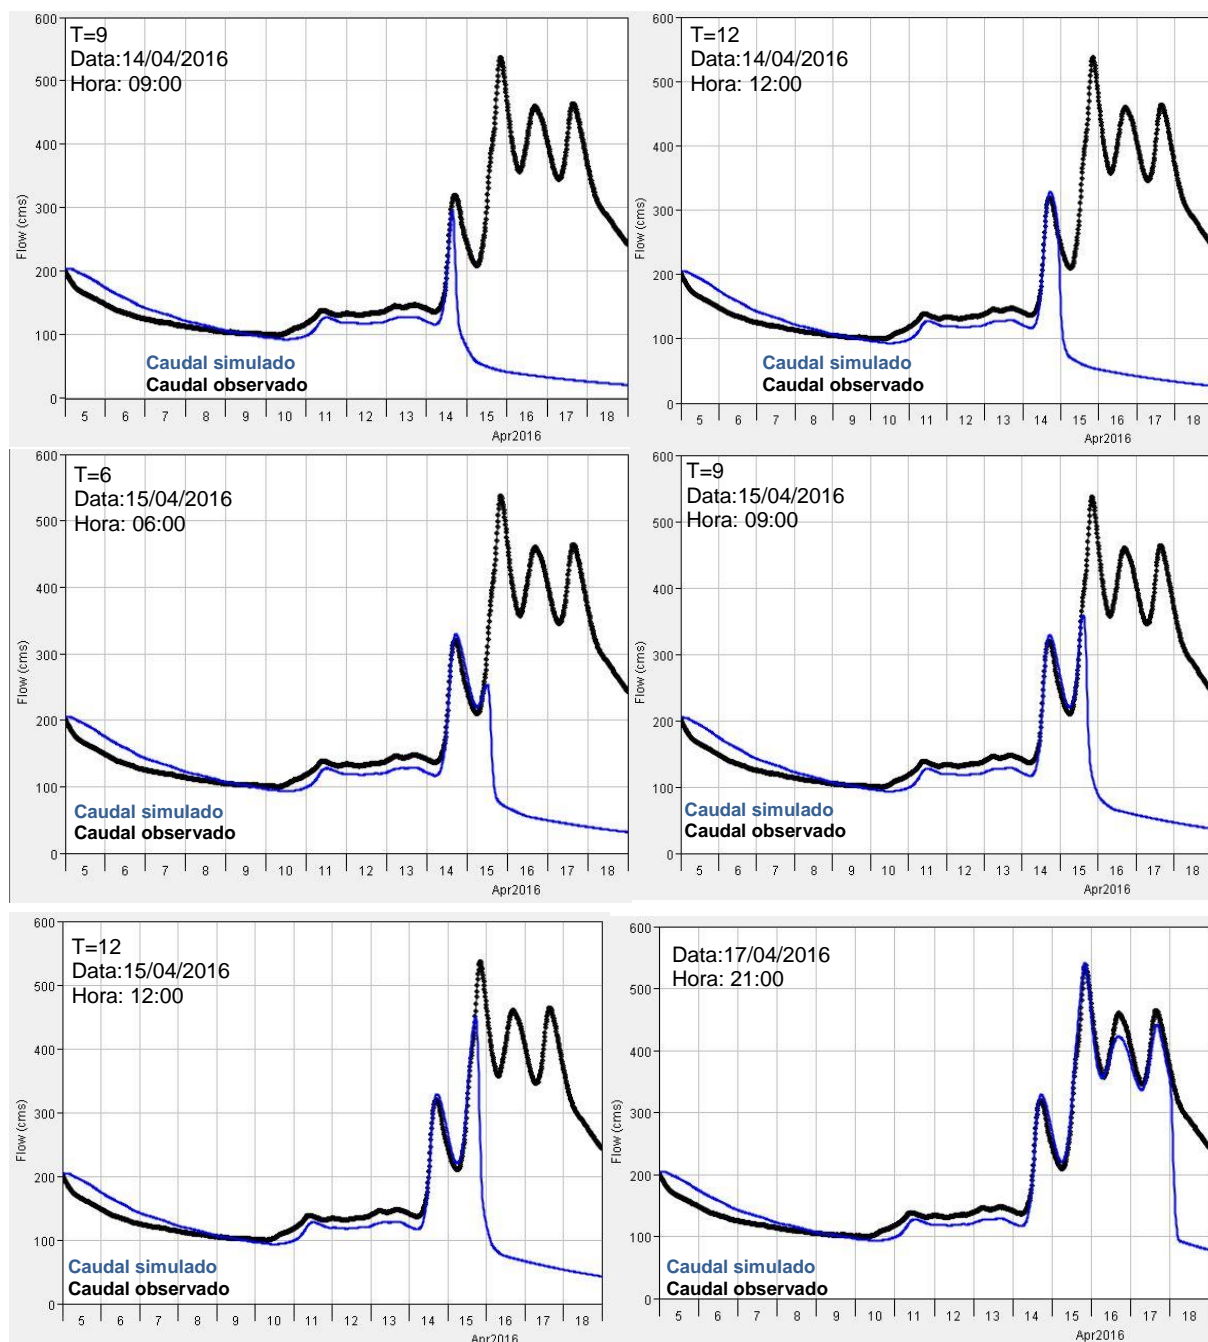 600
500
400
300
200
100
0
Flow (cms)
T=9
Data:14/04/2016
Hora: 09:00
Caudal simulado
Caudal observado
5 6 7 8 9 10 11 12 13 14 15 16 17 18
Apr2016
600
500
400
300
200
100
0
Flow (cms)
T=12
Data:14/04/2016
Hora: 12:00
Caudal simulado
Caudal observado
5 6 7 8 9 10 11 12 13 14 15 16 17 18
Apr2016
600
500
400
300
200
100
0
Flow (cms)
T=6
Data:15/04/2016
Hora: 06:00
Caudal simulado
Caudal observado
5 6 7 8 9 10 11 12 13 14 15 16 17 18
Apr2016
600
500
400
300
200
100
0
Flow (cms)
T=9
Data:15/04/2016
Hora: 09:00
Caudal simulado
Caudal observado
5 6 7 8 9 10 11 12 13 14 15 16 17 18
Apr2016
600
500
400
300
200
100
0
Flow (cms)
T=12
Data:15/04/2016
Hora: 12:00
Caudal simulado
Caudal observado
5 6 7 8 9 10 11 12 13 14 15 16 17 18
Apr2016
600
500
400
300
200
100
0
Flow (cms)
Data:17/04/2016
Hora: 21:00
Caudal simulado
Caudal observado
5 6 7 8 9 10 11 12 13 14 15 16 17 18
Apr2016